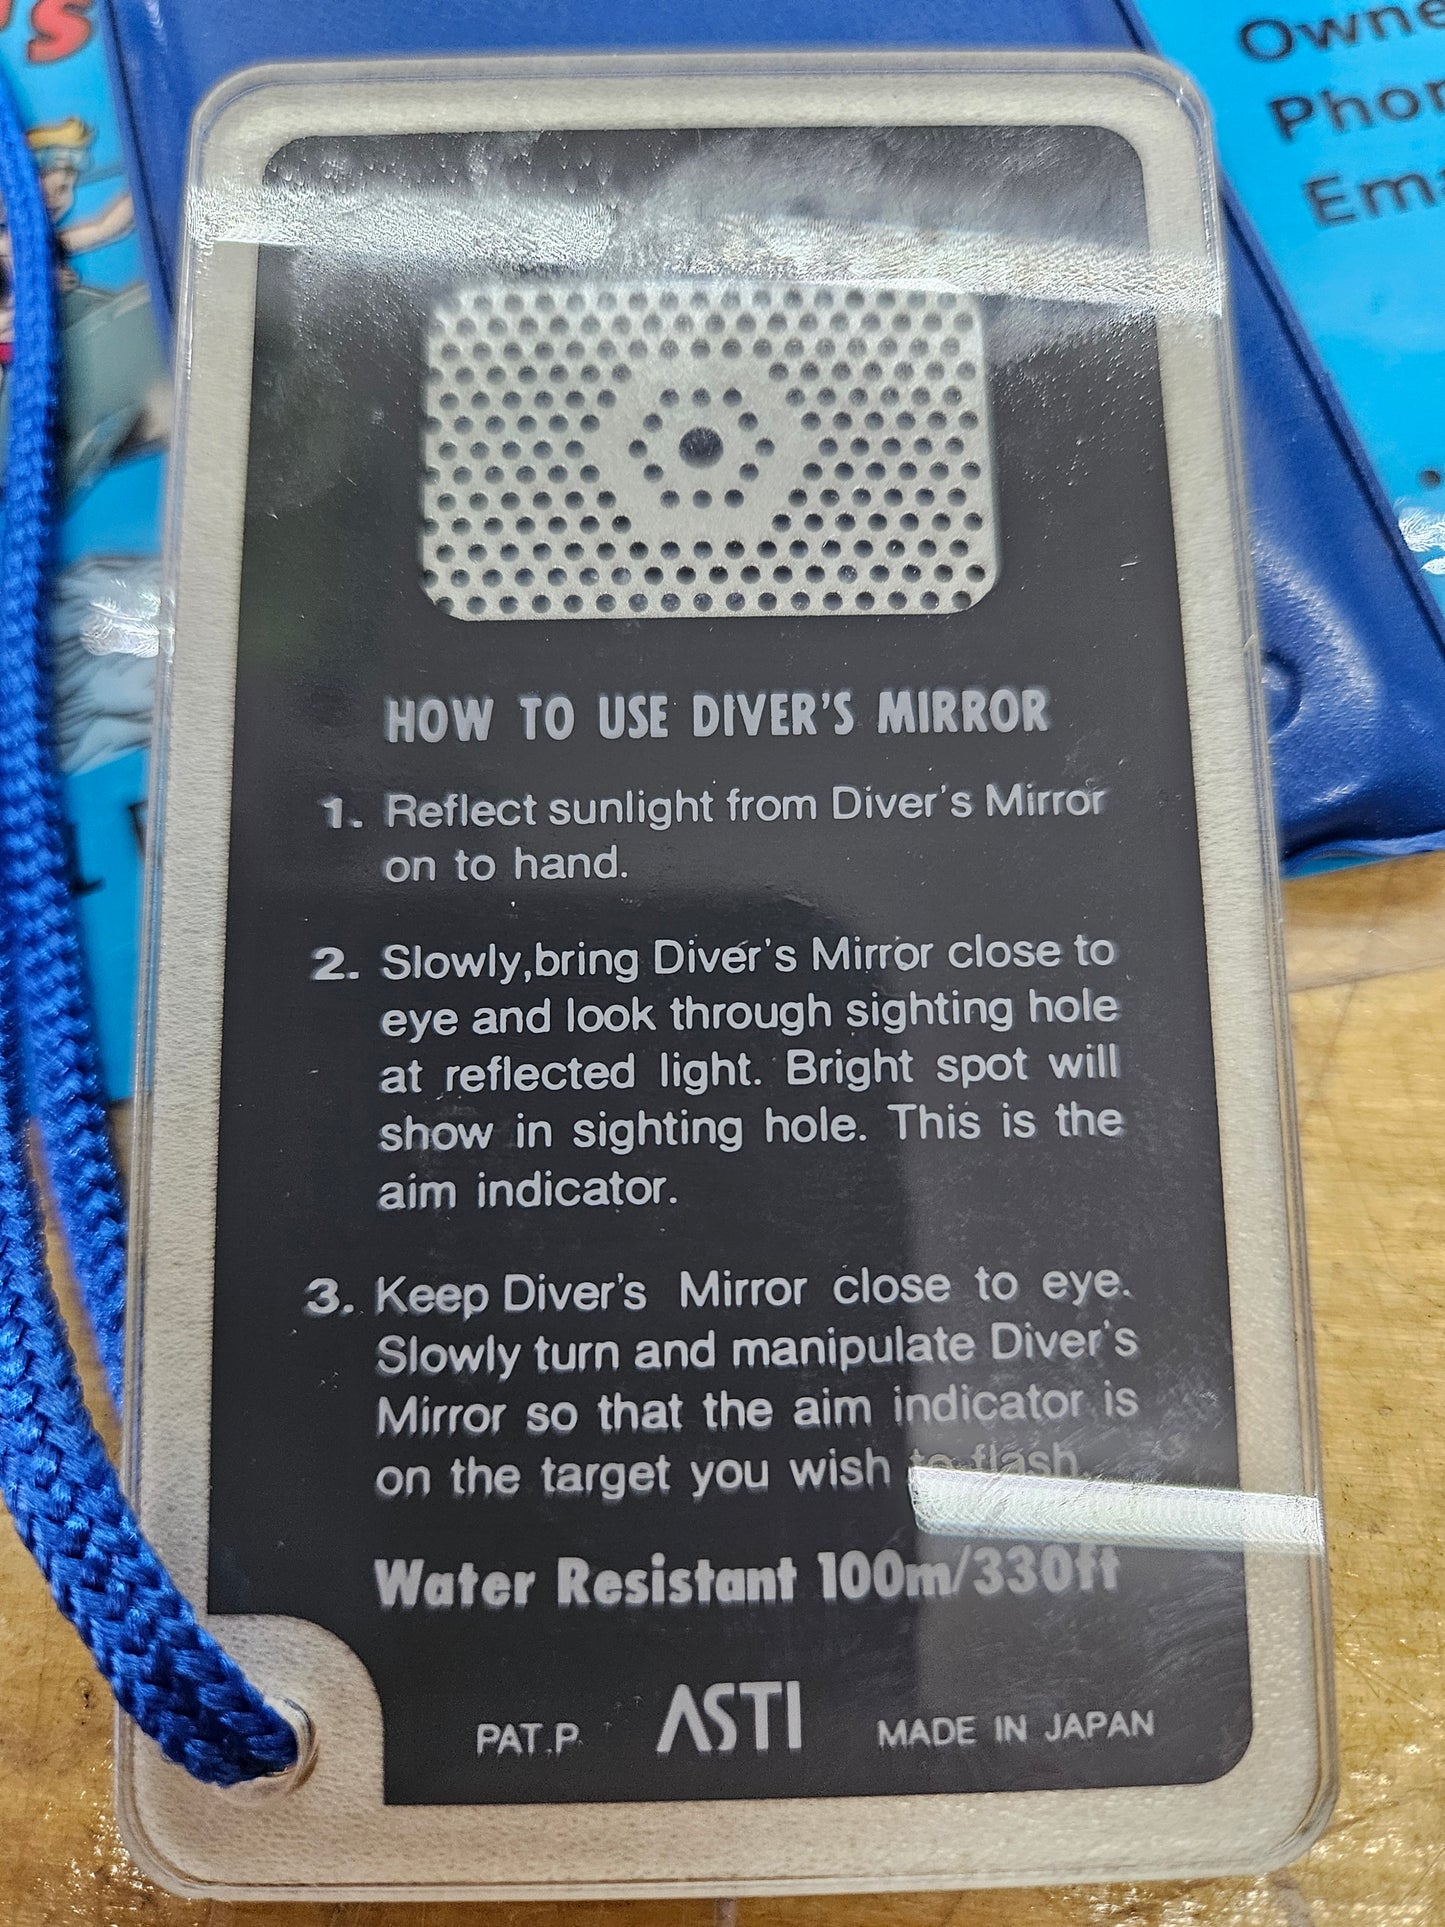 HOW TO USE DIVER'S MIRROR
1. Reflect sunlight from Diver's Mirror
on to hand.
2. Slowly,bring Diver's Mirror close to
eye and look through sighting hole
at reflected light. Bright spot will
show in sighting hole. This is the
aim indicator.
3. Keep Diver's Mirror close to eye.
Slowly turn and manipulate Diver's
Mirror so that the aim indicator is
on the target you wish to flash.
Water Resistant 100m/330ft
PAT.P. ASTI MADE IN JAPAN